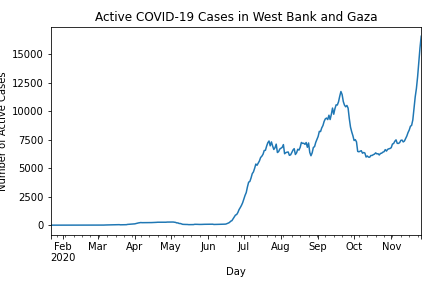 Active COVID-19 Cases in West Bank and Gaza
Number of Active Cases
15000
12500
10000
7500
5000
2500
0
Feb Mar Apr May Jun Jul Aug Sep Oct Nov
2020
Day